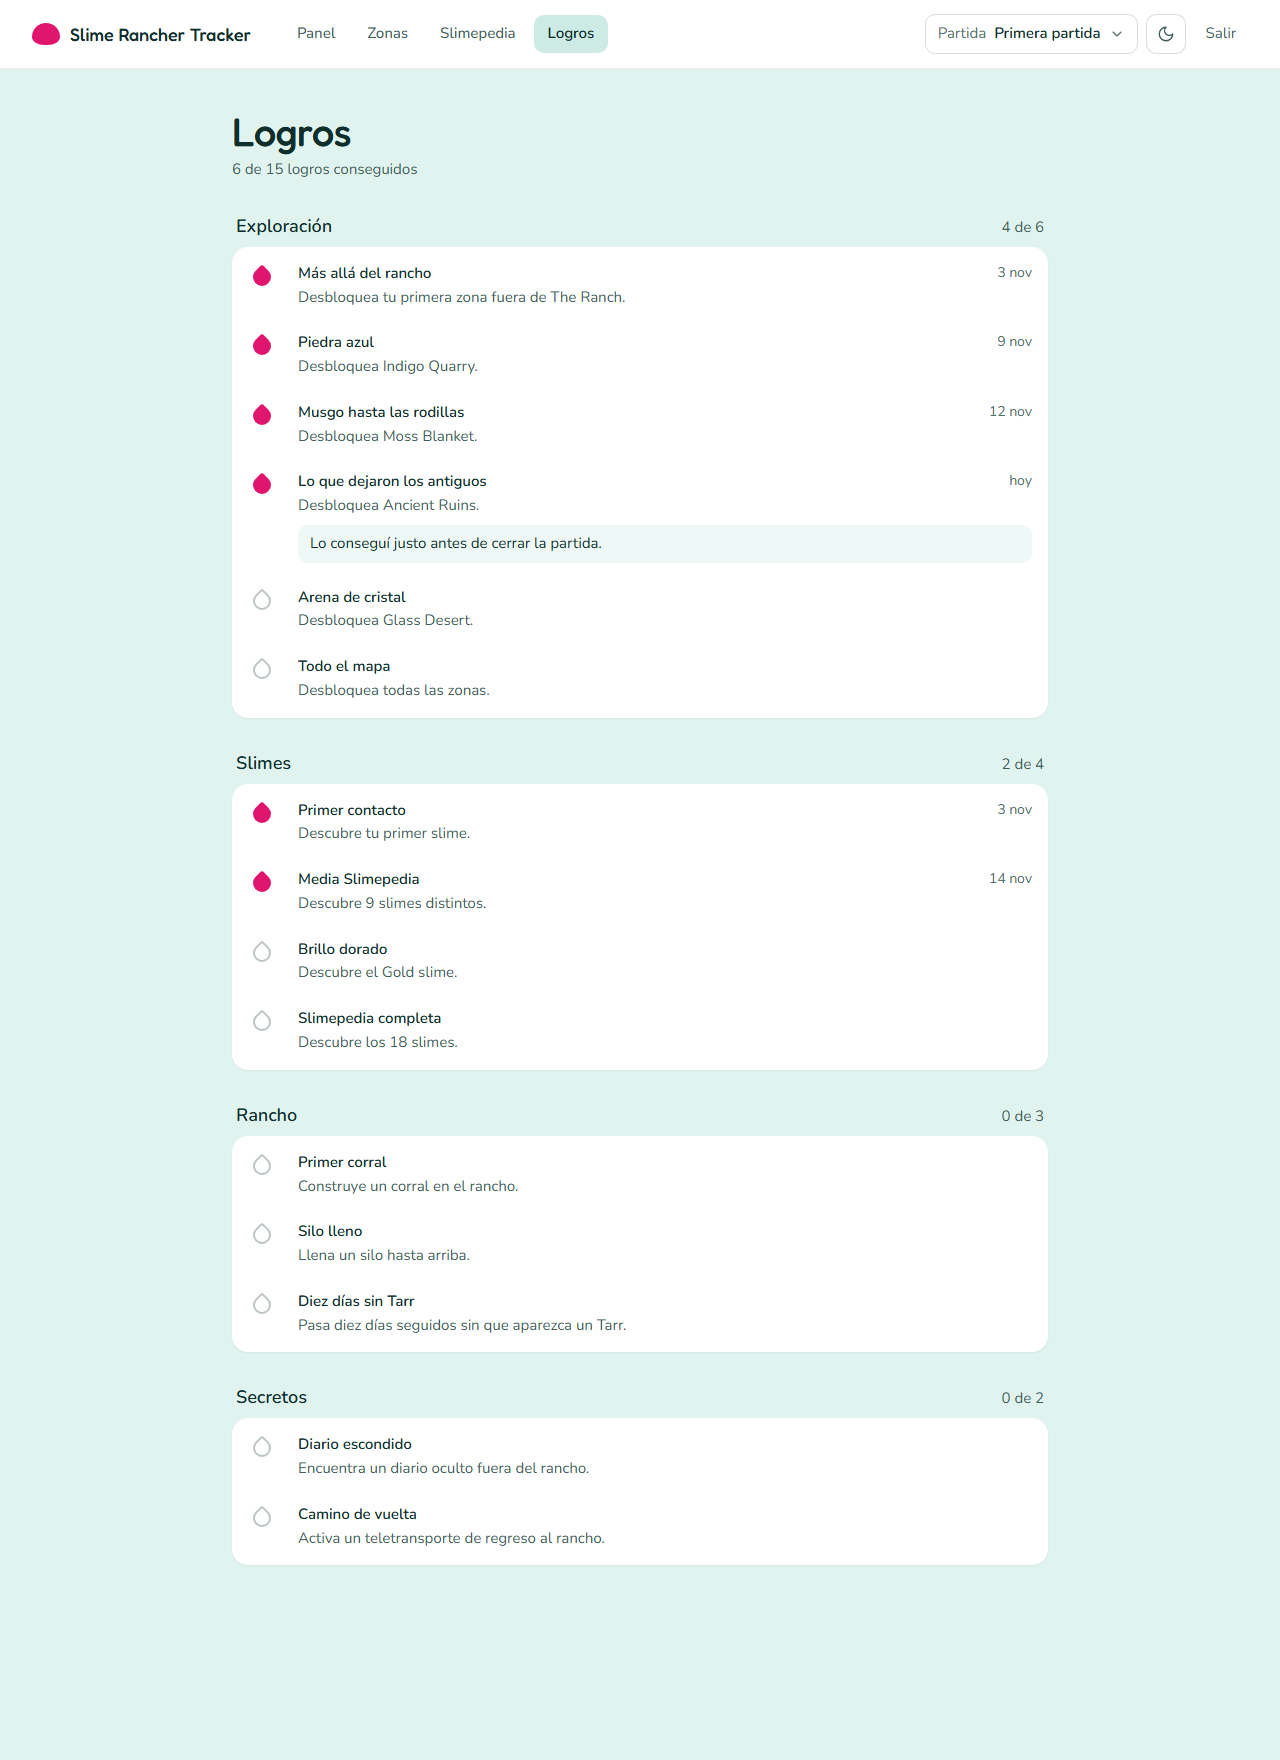 Slime Rancher Tracker Panel Zonas Slimepedia Logros Partida Primera partida Salir
Logros
6 de 15 logros conseguidos
Exploración 4 de 6
Más allá del rancho 3 nov
Desbloquea tu primera zona fuera de The Ranch.
Piedra azul 9 nov
Desbloquea Indigo Quarry.
Musgo hasta las rodillas 12 nov
Desbloquea Moss Blanket.
Lo que dejaron los antiguos hoy
Desbloquea Ancient Ruins.
Lo conseguí justo antes de cerrar la partida.
Arena de cristal
Desbloquea Glass Desert.
Todo el mapa
Desbloquea todas las zonas.
Slimes 2 de 4
Primer contacto 3 nov
Descubre tu primer slime.
Media Slimepedia 14 nov
Descubre 9 slimes distintos.
Brillo dorado
Descubre el Gold slime.
Slimepedia completa
Descubre los 18 slimes.
Rancho 0 de 3
Primer corral
Construye un corral en el rancho.
Silo lleno
Llena un silo hasta arriba.
Diez días sin Tarr
Pasa diez días seguidos sin que aparezca un Tarr.
Secretos 0 de 2
Diario escondido
Encuentra un diario oculto fuera del rancho.
Camino de vuelta
Activa un teletransporte de regreso al rancho.